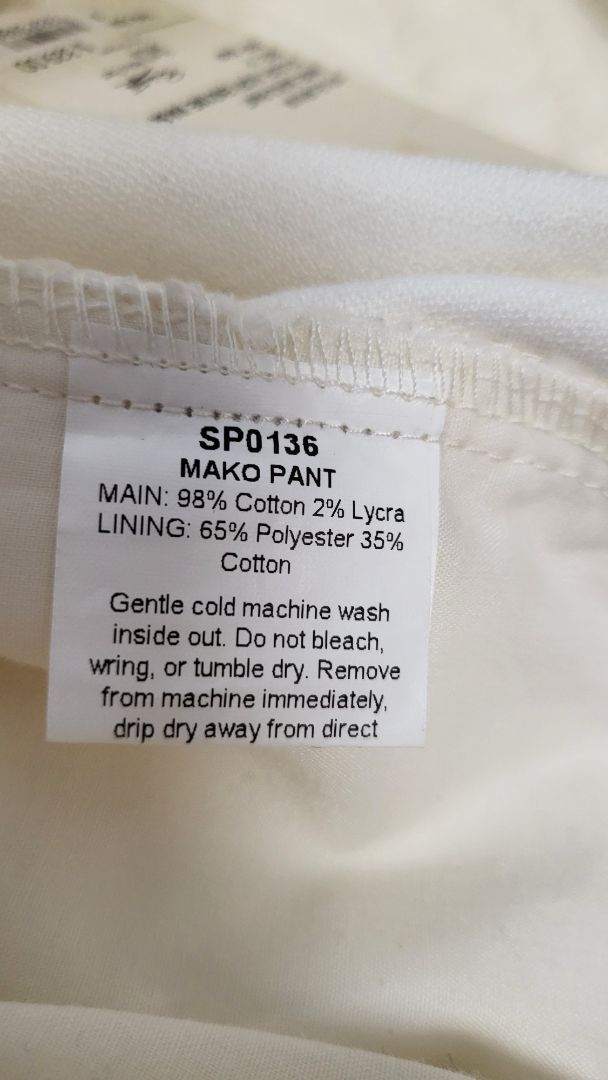 SP0136
MAKO PANT
MAIN: 98% Cotton 2% Lycra
LINING: 65% Polyester 35%
Cotton
Gentle cold machine wash
inside out. Do not bleach,
wring, or tumble dry. Remove
from machine immediately,
drip dry away from direct